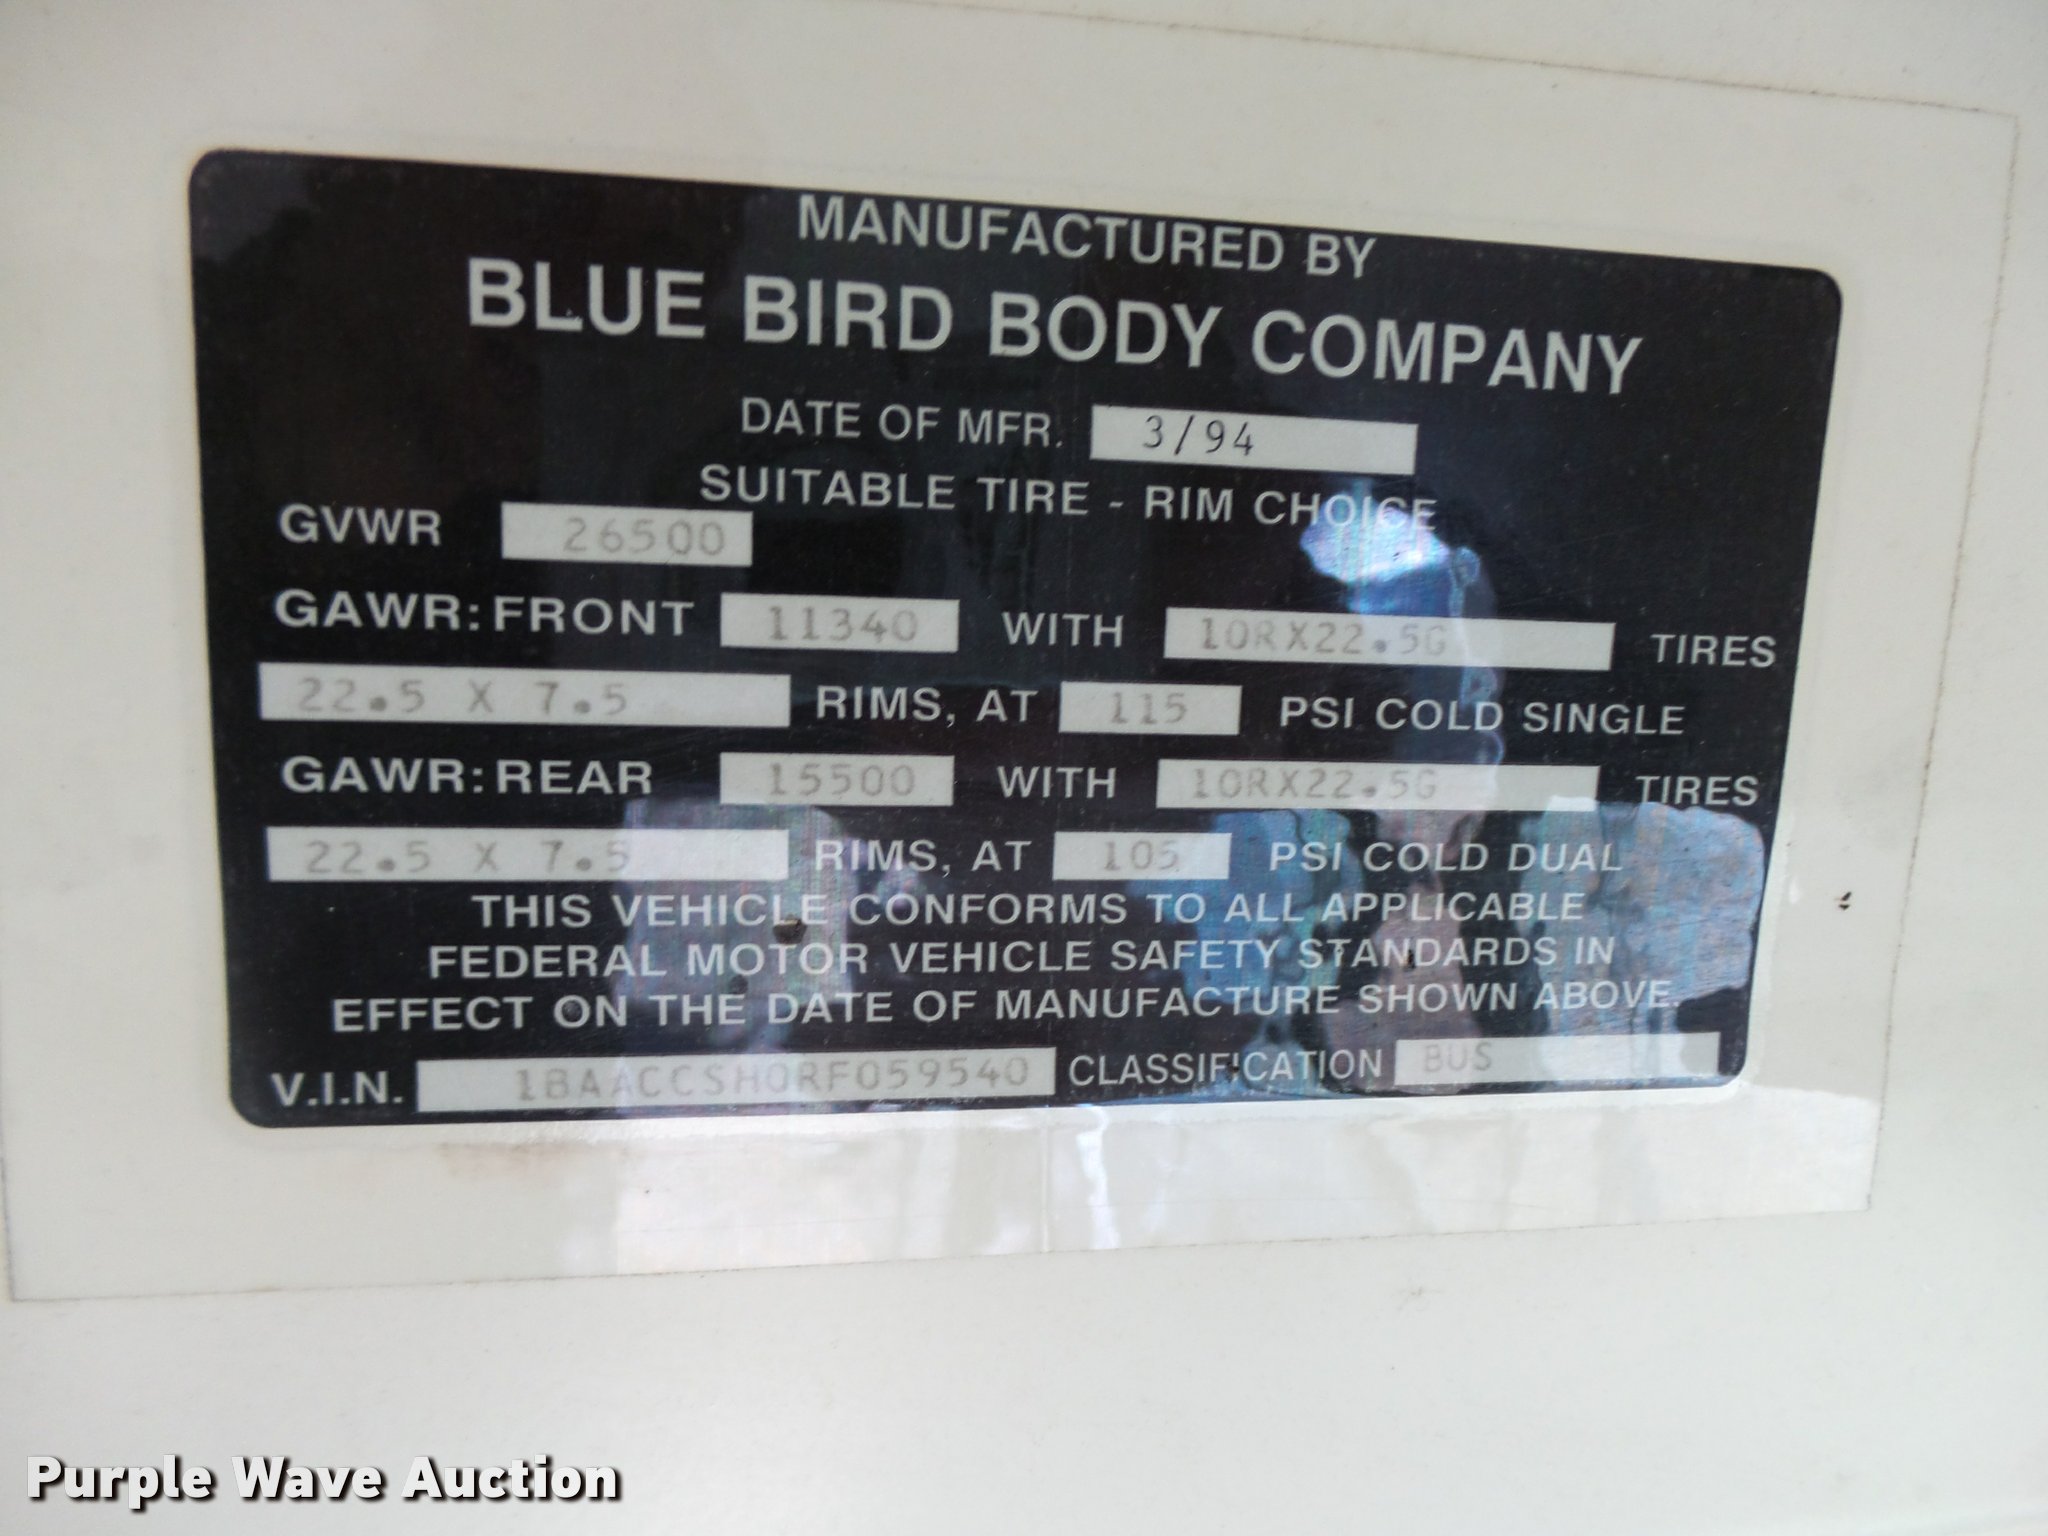 MANUFACTURED BY
BLUE BIRD BODY COMPANY
DATE OF MFR. 3/94
SUITABLE TIRE - RIM CHOICE
GVWR 26500
GAWR: FRONT 11340 WITH 10RX22.5G TIRES
22.5 X 7.5 RIMS, AT 115 PSI COLD SINGLE
GAWR: REAR 15500 WITH 10RX22.5G TIRES
22.5 X 7.5 RIMS, AT 105 PSI COLD DUAL
THIS VEHICLE CONFORMS TO ALL APPLICABLE
FEDERAL MOTOR VEHICLE SAFETY STANDARDS IN
EFFECT ON THE DATE OF MANUFACTURE SHOWN ABOVE.
V.I.N. 1BAACCSH0RF059540 CLASSIFICATION BUS
Purple Wave Auction